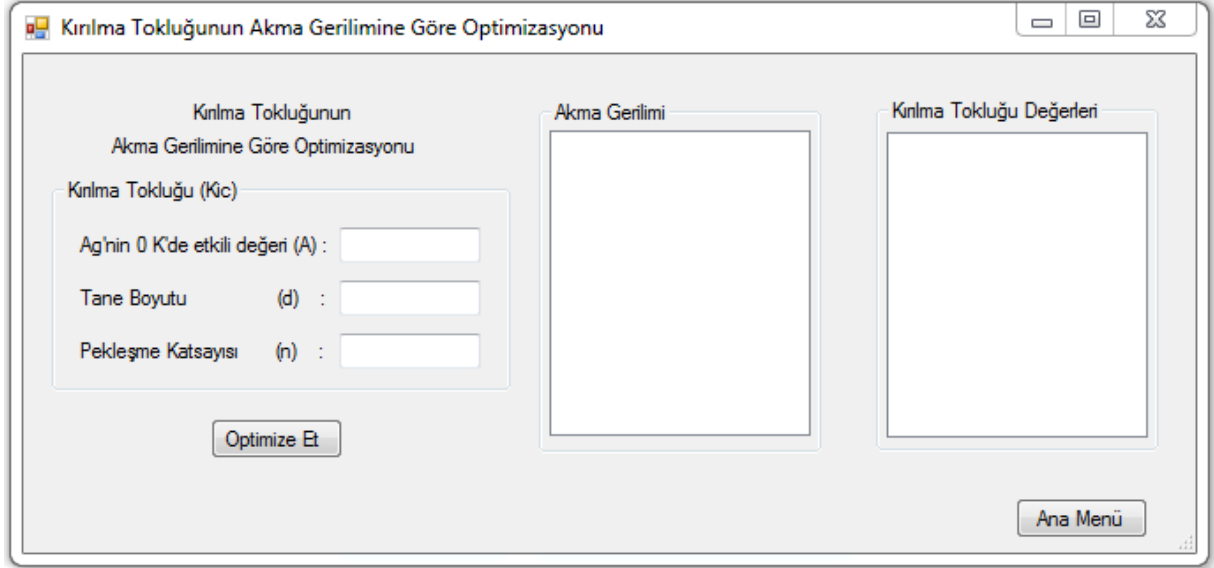 Kırılma Tokluğunun Akma Gerilimine Göre Optimizasyonu
Kırılma Tokluğunun
Akma Gerilimine Göre Optimizasyonu
Kırılma Tokluğu (Kic)
Ag'nin 0 K'de etkili değeri (A) :
Tane Boyutu (d) :
Pekleşme Katsayısı (n) :
Optimize Et
Akma Gerilimi
Kırılma Tokluğu Değerleri
Ana Menü